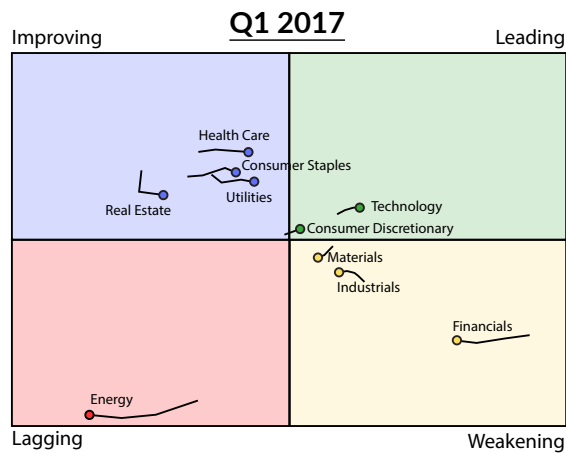 Q1 2017
Improving
Leading
Health Care
Consumer Staples
Utilities
Real Estate
Technology
Consumer Discretionary
Materials
Industrials
Financials
Energy
Lagging
Weakening